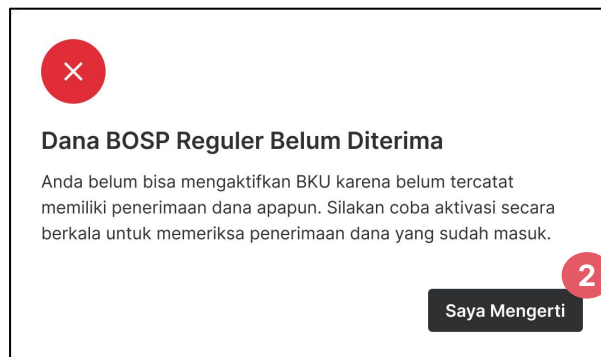 Dana BOSP Reguler Belum Diterima
Anda belum bisa mengaktifkan BKU karena belum tercatat
memiliki penerimaan dana apapun. Silakan coba aktivasi secara
berkala untuk memeriksa penerimaan dana yang sudah masuk.
2
Saya Mengerti